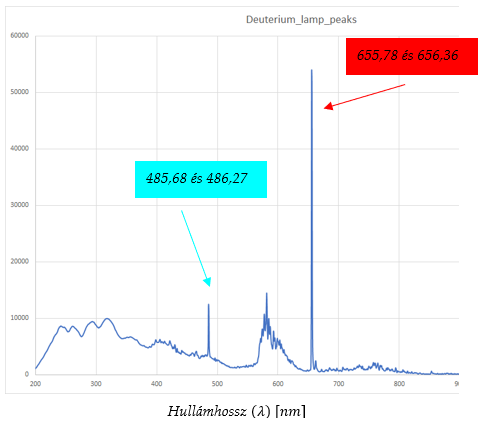 Deuterium_lamp_peaks
60000
655,78 és 656,36
50000
40000
485,68 és 486,27
30000
20000
10000
0
200 300 400 500 600 700 800 9
Hullámhossz (λ) [nm]